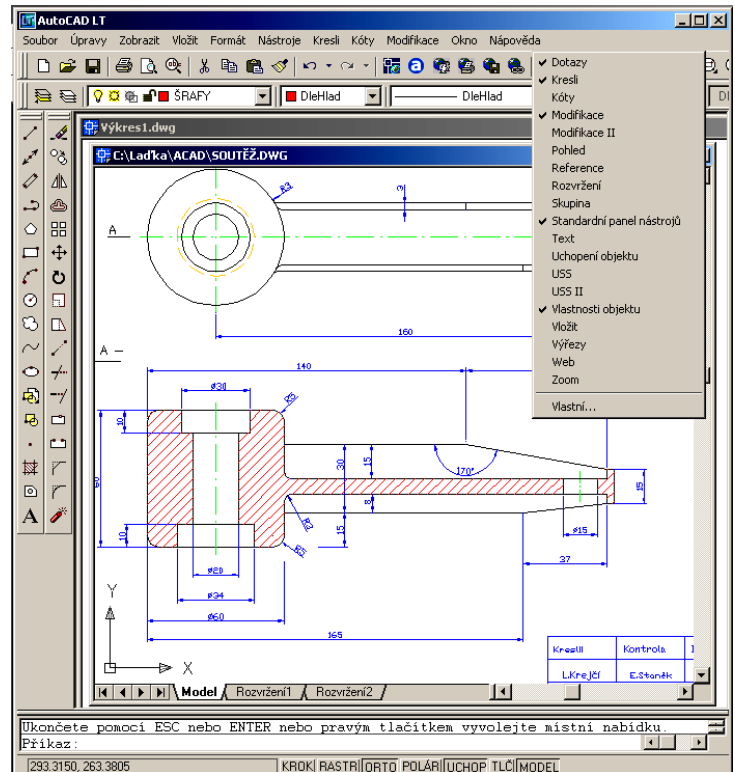 AutoCAD LT
Soubor Úpravy Zobrazit Vložit Formát Nástroje Kresli Kóty Modifikace Okno Nápověda
ŠRAFY DleHlad DleHlad
Dotazy
Kresli
Kóty
Modifikace
Modifikace II
Pohled
Reference
Rozvržení
Skupina
Standardní panel nástrojů
Text
Uchopení objektu
USS
USS II
Vlastnosti objektu
Vložit
Výřezy
Web
Zoom
Vlastní...
Výkres1.dwg
C:\Laďka\ACAD\SOUTĚŽ.DWG
R3
3
A
160
A
140
ø30
R5
10
60
30
15
170°
8
15
R3
15
10
R5
ø15
ø20
37
ø34
ø60
165
Y
X
Kreslil Kontrola
L.Krejčí E.Staněk
Model Rozvržení1 Rozvržení2
Ukončete pomocí ESC nebo ENTER nebo pravým tlačítkem vyvolejte místní nabídku.
Příkaz:
293.3150, 263.3805 KROK RASTR ORTO POLÁR UCHOP TLČ MODEL